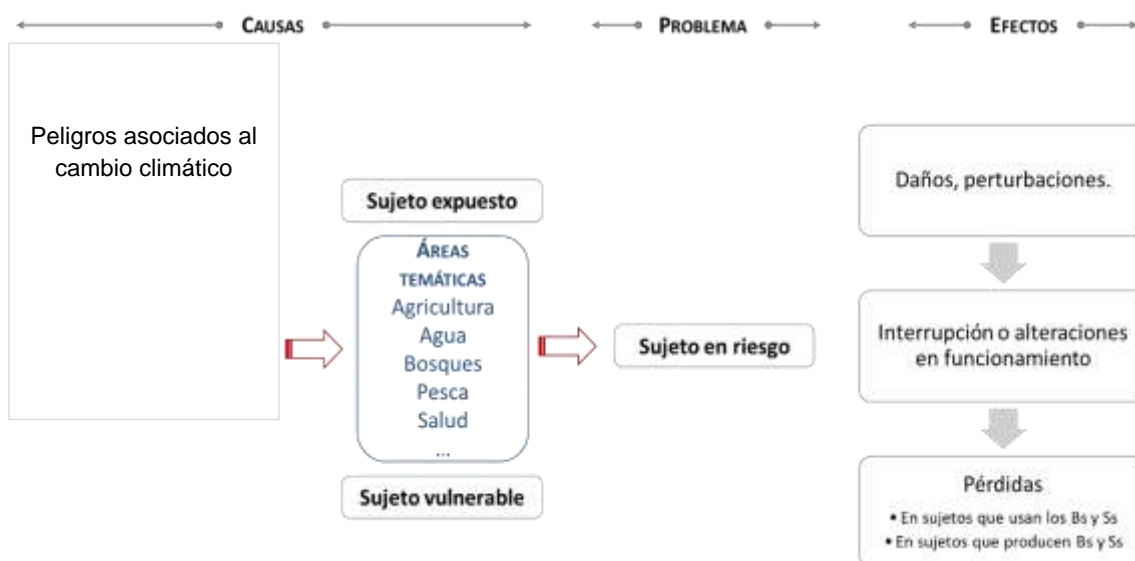 CAUSAS
PROBLEMA
EFECTOS
Peligros asociados al
cambio climático
Sujeto expuesto
ÁREAS
TEMÁTICAS
Agricultura
Agua
Bosques
Pesca
Salud
...
Sujeto vulnerable
Sujeto en riesgo
Daños, perturbaciones.
Interrupción o alteraciones
en funcionamiento
Pérdidas
• En sujetos que usan los Bs y Ss
• En sujetos que producen Bs y Ss